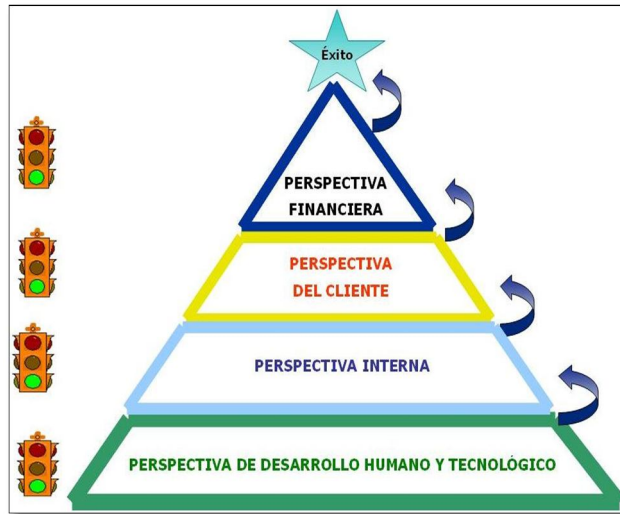 Éxito
PERSPECTIVA
FINANCIERA
PERSPECTIVA
DEL CLIENTE
PERSPECTIVA INTERNA
PERSPECTIVA DE DESARROLLO HUMANO Y TECNOLÓGICO